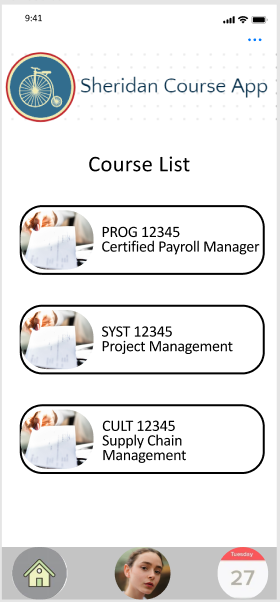 9:41
Sheridan Course App
Course List
PROG 12345
Certified Payroll Manager
SYST 12345
Project Management
CULT 12345
Supply Chain
Management
Tuesday
27